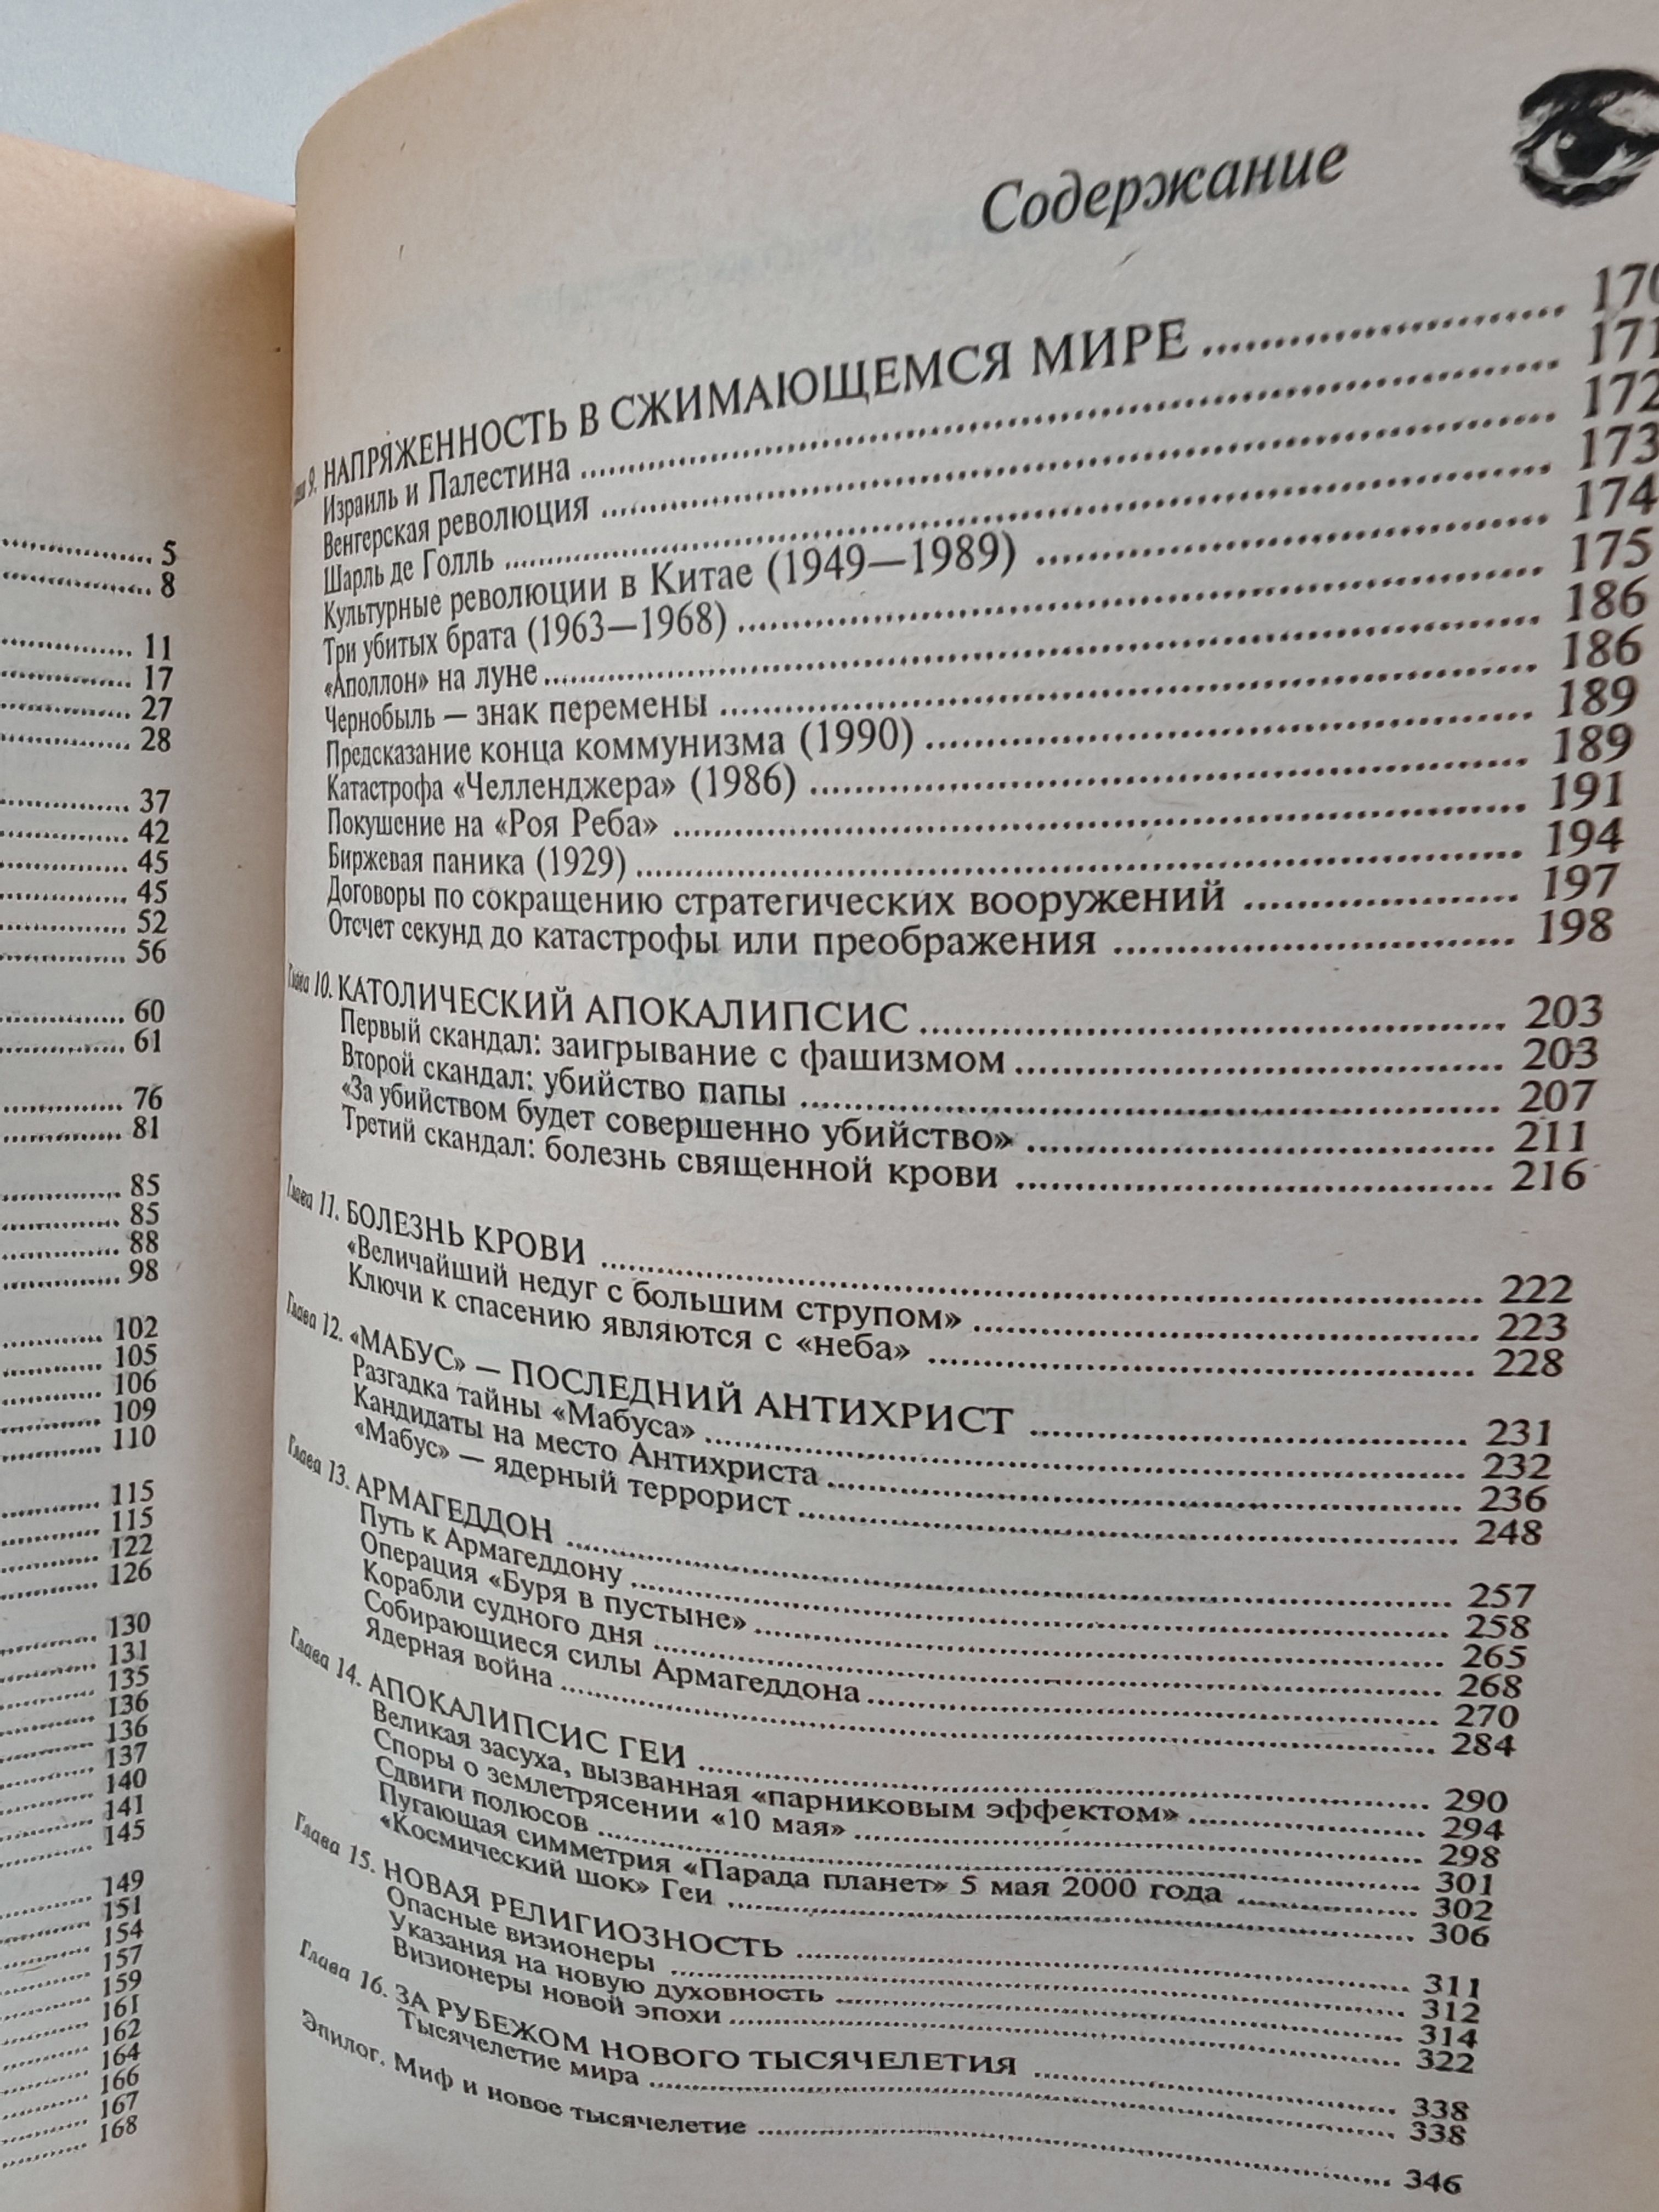 5
8
11
17
27
28
37
42
45
45
52
56
60
61
76
81
85
85
88
98
102
105
106
109
110
115
115
122
126
130
131
135
136
136
137
140
141
145
149
151
154
157
159
161
162
164
166
167
168
Содержание
9. НАПРЯЖЕННОСТЬ В СЖИМАЮЩЕМСЯ МИРЕ 170
Израиль и Палестина 171
Венгерская революция 172
Шарль де Голль 173
Культурные революции в Китае (1949—1989) 174
Три убитых брата (1963—1968) 175
«Аполлон» на луне 186
Чернобыль — знак перемены 186
Предсказание конца коммунизма (1990) 189
Катастрофа «Челленджера» (1986) 189
Покушение на «Роя Реба» 191
Биржевая паника (1929) 194
Договоры по сокращению стратегических вооружений 197
Отсчет секунд до катастрофы или преображения 198
Глава 10. КАТОЛИЧЕСКИЙ АПОКАЛИПСИС 203
Первый скандал: заигрывание с фашизмом 203
Второй скандал: убийство папы 207
«За убийством будет совершенно убийство» 211
Третий скандал: болезнь священной крови 216
Глава 11. БОЛЕЗНЬ КРОВИ 222
«Величайший недуг с большим струпом» 223
Ключи к спасению являются с «неба» 228
Глава 12. «МАБУС» — ПОСЛЕДНИЙ АНТИХРИСТ 231
Разгадка тайны «Мабуса» 232
Кандидаты на место Антихриста 236
«Мабус» — ядерный террорист 248
Глава 13. АРМАГЕДДОН 257
Путь к Армагеддону 258
Операция «Буря в пустыне» 265
Корабли судного дня 268
Собирающиеся силы Армагеддона 270
Ядерная война 284
Глава 14. АПОКАЛИПСИС ГЕИ 290
Великая засуха, вызванная «парниковым эффектом» 294
Споры о землетрясении «10 мая» 298
Сдвиги полюсов 301
Пугающая симметрия «Парада планет» 5 мая 2000 года 302
«Космический шок» Геи 306
Глава 15. НОВАЯ РЕЛИГИОЗНОСТЬ 311
Опасные визионеры 312
Указания на новую духовность 314
Визионеры новой эпохи 322
Глава 16. ЗА РУБЕЖОМ НОВОГО ТЫСЯЧЕЛЕТИЯ 338
Тысячелетие мира 338
Эпилог. Миф и новое тысячелетие 346